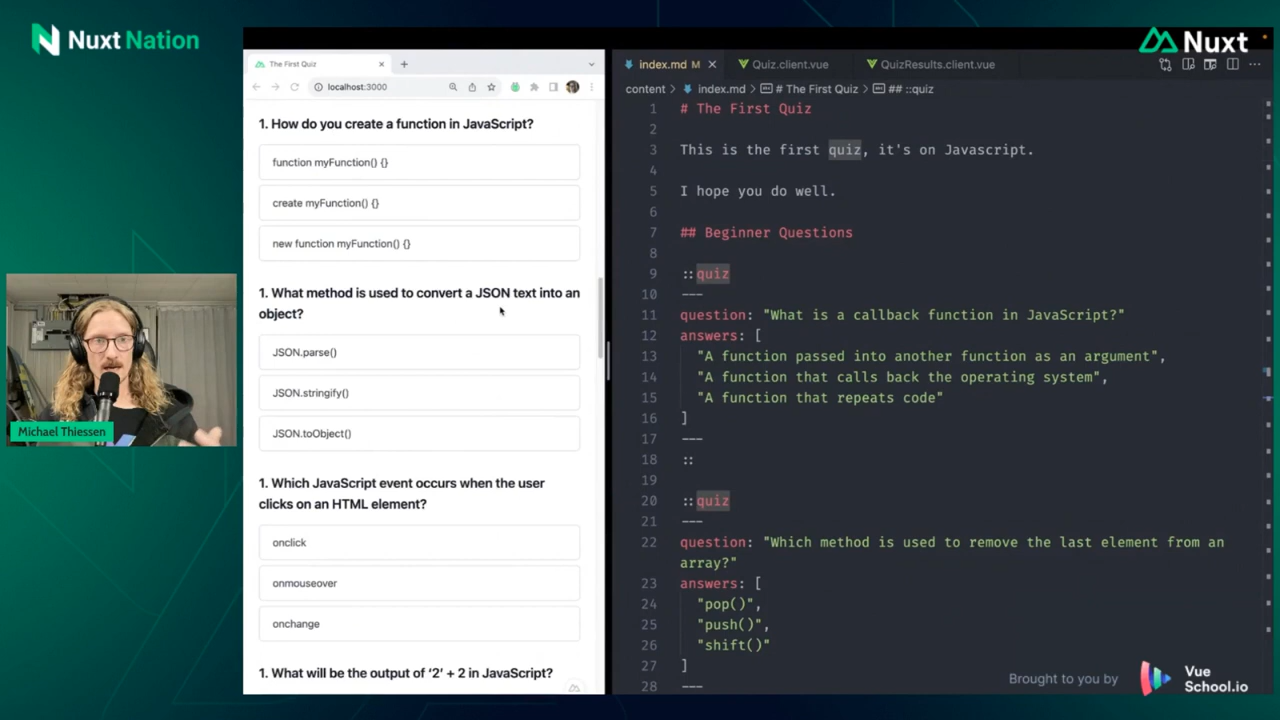 Nuxt Nation
Nuxt
The First Quiz
localhost:3000
1. How do you create a function in JavaScript?
function myFunction() {}
create myFunction() {}
new function myFunction() {}
1. What method is used to convert a JSON text into an
object?
JSON.parse()
JSON.stringify()
JSON.toObject()
1. Which JavaScript event occurs when the user
clicks on an HTML element?
onclick
onmouseover
onchange
1. What will be the output of ‘2’ + 2 in JavaScript?
index.md M
Quiz.client.vue
QuizResults.client.vue
content > index.md > # The First Quiz > ## ::quiz
1 # The First Quiz
2
3 This is the first quiz, it's on Javascript.
4
5 I hope you do well.
6
7 ## Beginner Questions
8
9 ::quiz
10 ---
11 question: "What is a callback function in JavaScript?"
12 answers: [
13 "A function passed into another function as an argument",
14 "A function that calls back the operating system",
15 "A function that repeats code"
16 ]
17 ---
18 ::
19
20 ::quiz
21 ---
22 question: "Which method is used to remove the last element from an
array?"
23 answers: [
24 "pop()",
25 "push()",
26 "shift()"
27 ]
28 ---
Michael Thiessen
Brought to you by
Vue
School.io